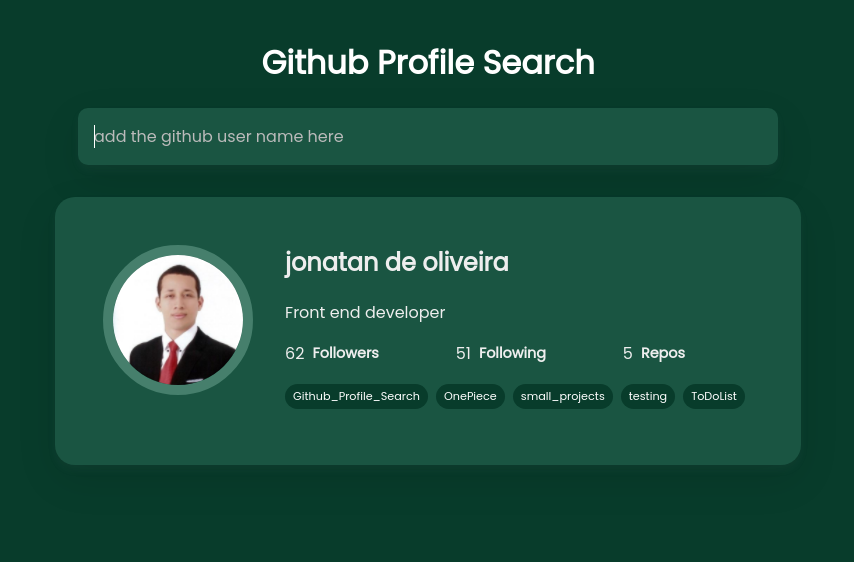 Github Profile Search
add the github user name here
jonatan de oliveira
Front end developer
62 Followers 51 Following 5 Repos
Github_Profile_Search OnePiece small_projects testing ToDoList